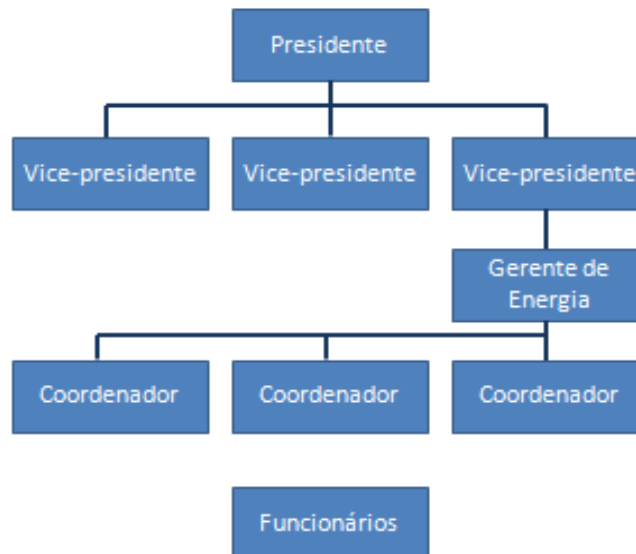 Presidente
Vice-presidente
Vice-presidente
Vice-presidente
Gerente de
Energia
Coordenador
Coordenador
Coordenador
Funcionários